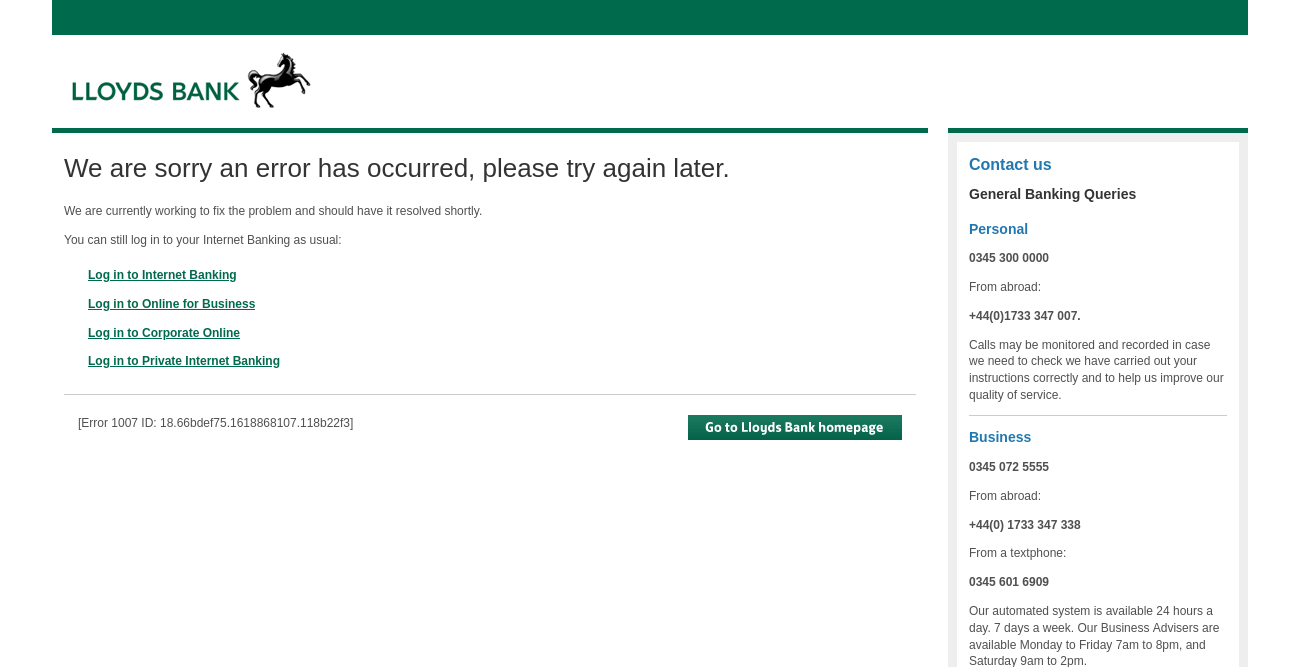 LLOYDS BANK
We are sorry an error has occurred, please try again later.
We are currently working to fix the problem and should have it resolved shortly.
You can still log in to your Internet Banking as usual:
Log in to Internet Banking
Log in to Online for Business
Log in to Corporate Online
Log in to Private Internet Banking
[Error 1007 ID: 18.66bdef75.1618868107.118b22f3]
Go to Lloyds Bank homepage
Contact us
General Banking Queries
Personal
0345 300 0000
From abroad:
+44(0)1733 347 007.
Calls may be monitored and recorded in case
we need to check we have carried out your
instructions correctly and to help us improve our
quality of service.
Business
0345 072 5555
From abroad:
+44(0) 1733 347 338
From a textphone:
0345 601 6909
Our automated system is available 24 hours a
day. 7 days a week. Our Business Advisers are
available Monday to Friday 7am to 8pm, and
Saturday 9am to 2pm.